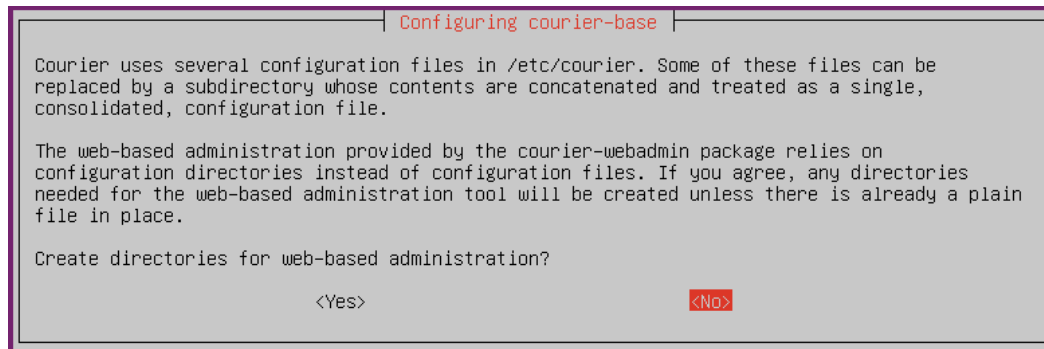 Configuring courier-base
Courier uses several configuration files in /etc/courier. Some of these files can be
replaced by a subdirectory whose contents are concatenated and treated as a single,
consolidated, configuration file.
The web-based administration provided by the courier-webadmin package relies on
configuration directories instead of configuration files. If you agree, any directories
needed for the web-based administration tool will be created unless there is already a plain
file in place.
Create directories for web-based administration?
<Yes> <No>